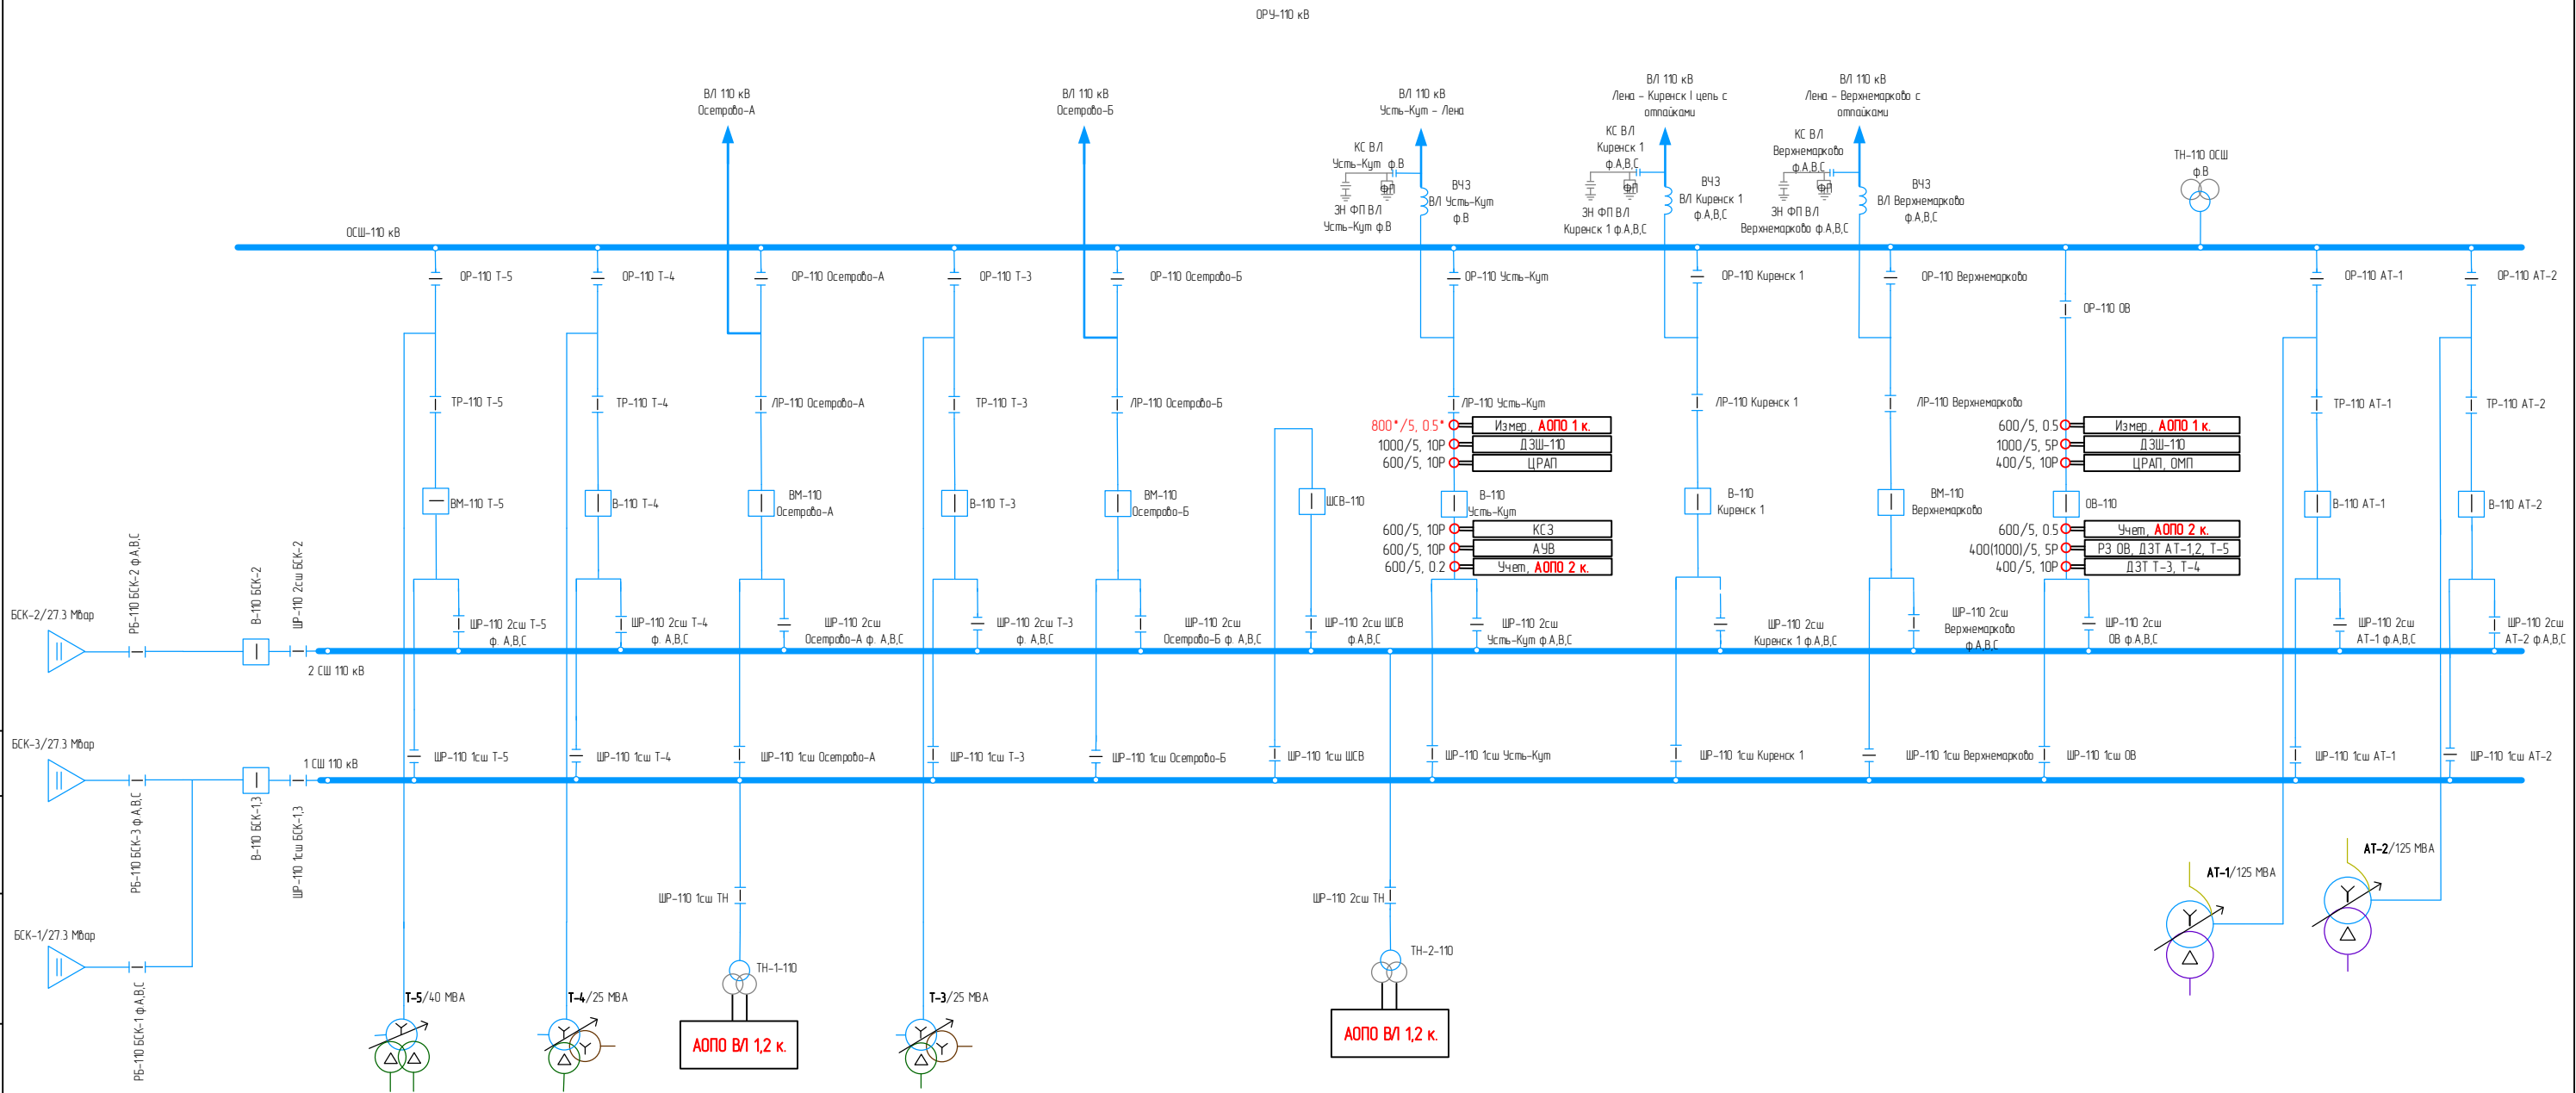 ОРУ-110 кВ
ВЛ 110 кВ
Осетрово-А
ВЛ 110 кВ
Осетрово-Б
ВЛ 110 кВ
Усть-Кут - Лена
ВЛ 110 кВ
Лена - Киренск I цепь с
отпайками
ВЛ 110 кВ
Лена - Верхнемарково с
отпайками
КС ВЛ
Усть-Кут ф.В
ФП
ЗН ФП ВЛ
Усть-Кут ф.В
ВЧЗ
ВЛ Усть-Кут
ф.В
КС ВЛ
Киренск 1
ф.А,В,С
ФП
ЗН ФП ВЛ
Киренск 1 ф.А,В,С
ВЧЗ
ВЛ Киренск 1
ф.А,В,С
КС ВЛ
Верхнемарково
ф.А,В,С
ФП
ЗН ФП ВЛ
Верхнемарково ф.А,В,С
ВЧЗ
ВЛ Верхнемарково
ф.А,В,С
ТН-110 ОСШ
ф.В
ОСШ-110 кВ
ОР-110 Т-5
ОР-110 Т-4
ОР-110 Осетрово-А
ОР-110 Т-3
ОР-110 Осетрово-Б
ОР-110 Усть-Кут
ОР-110 Киренск 1
ОР-110 Верхнемарково
ОР-110 ОВ
ОР-110 АТ-1
ОР-110 АТ-2
ТР-110 Т-5
ТР-110 Т-4
ЛР-110 Осетрово-А
ТР-110 Т-3
ЛР-110 Осетрово-Б
ЛР-110 Усть-Кут
ЛР-110 Киренск 1
ЛР-110 Верхнемарково
ТР-110 АТ-1
ТР-110 АТ-2
800*/5, 0.5*
Измер., АОПО 1 к.
1000/5, 10Р
ДЗШ-110
600/5, 10Р
ЦРАП
600/5, 0.5
Измер., АОПО 1 к.
1000/5, 5Р
ДЗШ-110
400/5, 10Р
ЦРАП, ОМП
ВМ-110 Т-5
В-110 Т-4
ВМ-110
Осетрово-А
В-110 Т-3
ВМ-110
Осетрово-Б
ШСВ-110
В-110
Усть-Кут
В-110
Киренск 1
ВМ-110
Верхнемарково
ОВ-110
В-110 АТ-1
В-110 АТ-2
600/5, 10Р
КСЗ
600/5, 10Р
АУВ
600/5, 0.2
Учет, АОПО 2 к.
600/5, 0.5
Учет, АОПО 2 к.
400(1000)/5, 5Р
РЗ ОВ, ДЗТ АТ-1,2, Т-5
400/5, 10Р
ДЗТ Т-3, Т-4
БСК-2/27.3 Мвар
РБ-110 БСК-2 ф.А,В,С
В-110 БСК-2
ШР-110 2сш БСК-2
2 СШ 110 кВ
ШР-110 2сш Т-5
ф. А,В,С
ШР-110 2сш Т-4
ф. А,В,С
ШР-110 2сш
Осетрово-А ф. А,В,С
ШР-110 2сш Т-3
ф. А,В,С
ШР-110 2сш
Осетрово-Б ф. А,В,С
ШР-110 2сш ШСВ
ф.А,В,С
ШР-110 2сш
Усть-Кут ф.А,В,С
ШР-110 2сш
Киренск 1 ф.А,В,С
ШР-110 2сш
Верхнемарково
ф.А,В,С
ШР-110 2сш
ОВ ф.А,В,С
ШР-110 2сш
АТ-1 ф.А,В,С
ШР-110 2сш
АТ-2 ф.А,В,С
БСК-3/27.3 Мвар
РБ-110 БСК-3 ф.А,В,С
В-110 БСК-1,3
ШР-110 1сш БСК-1,3
1 СШ 110 кВ
ШР-110 1сш Т-5
ШР-110 1сш Т-4
ШР-110 1сш Осетрово-А
ШР-110 1сш Т-3
ШР-110 1сш Осетрово-Б
ШР-110 1сш ШСВ
ШР-110 1сш Усть-Кут
ШР-110 1сш Киренск 1
ШР-110 1сш Верхнемарково
ШР-110 1сш ОВ
ШР-110 1сш АТ-1
ШР-110 1сш АТ-2
БСК-1/27.3 Мвар
РБ-110 БСК-1 ф.А,В,С
ШР-110 1сш ТН
ШР-110 2сш ТН
АТ-1/125 МВА
АТ-2/125 МВА
ТН-1-110
ТН-2-110
Т-5/40 МВА
Т-4/25 МВА
Т-3/25 МВА
АОПО ВЛ 1,2 к.
АОПО ВЛ 1,2 к.